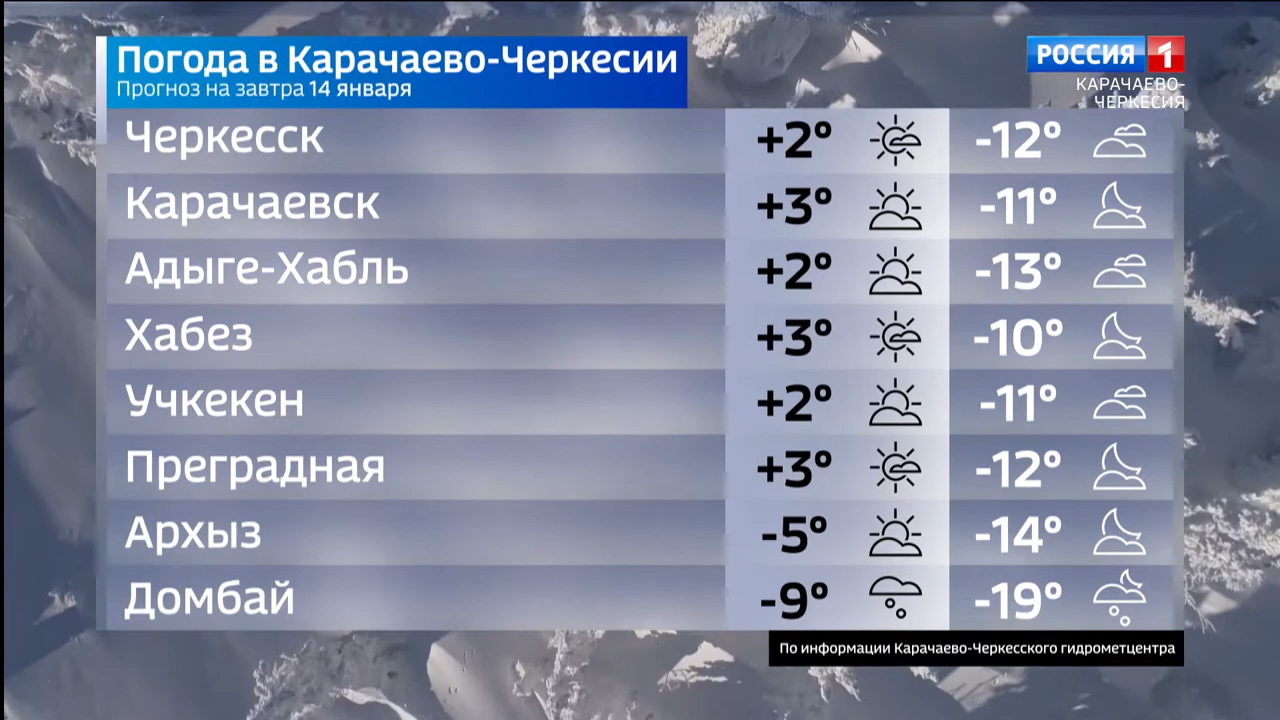 Погода в Карачаево-Черкесии
Прогноз на завтра 14 января
РОССИЯ 1
КАРАЧАЕВО-
ЧЕРКЕСИЯ
Черкесск +2° -12°
Карачаевск +3° -11°
Адыге-Хабль +2° -13°
Хабез +3° -10°
Учкекен +2° -11°
Преградная +3° -12°
Архыз -5° -14°
Домбай -9° -19°
По информации Карачаево-Черкесского гидрометцентра